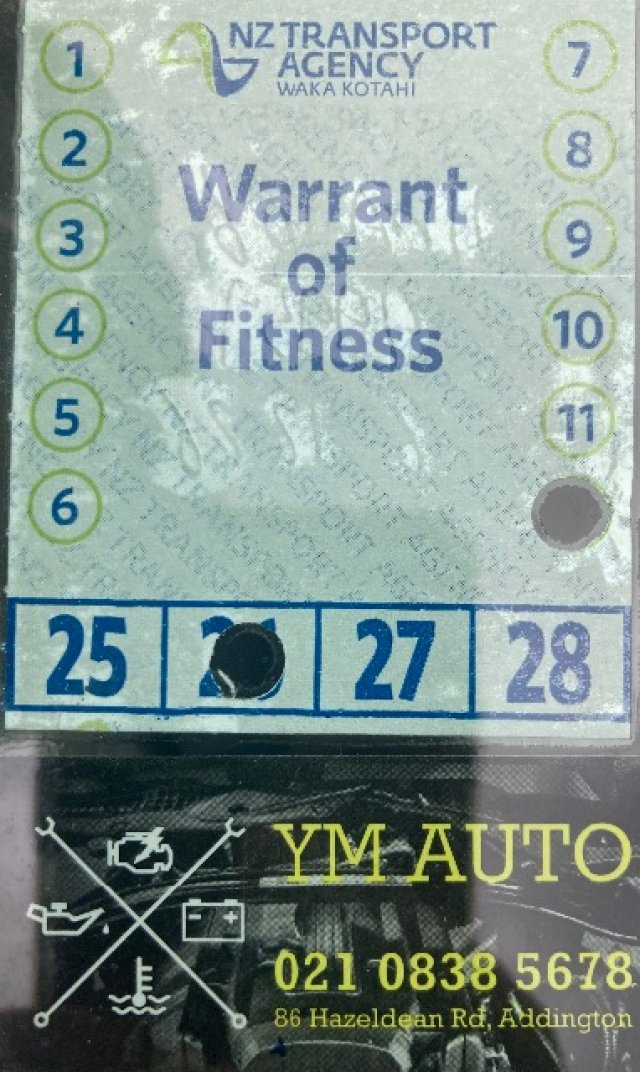 NZ TRANSPORT
AGENCY
WAKA KOTAHI
Warrant
of
Fitness
1
2
3
4
5
6
7
8
9
10
11
25
27
28
YM AUTO
021 0838 5678
86 Hazeldean Rd, Addington